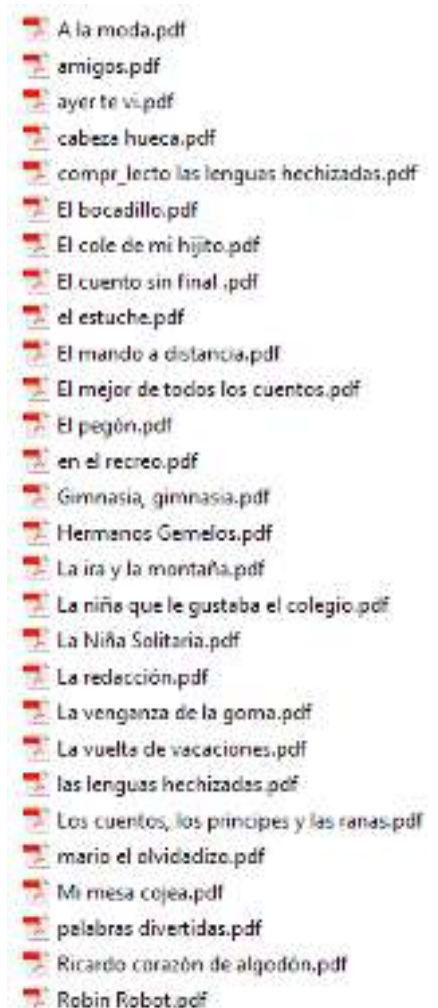 A la moda.pdf
amigos.pdf
ayer te vi.pdf
cabeza hueca.pdf
compr_lecto las lenguas hechizadas.pdf
El bocadillo.pdf
El cole de mi hijito.pdf
El cuento sin final .pdf
el estuche.pdf
El mando a distancia.pdf
El mejor de todos los cuentos.pdf
El pegón.pdf
en el recreo.pdf
Gimnasia, gimnasia.pdf
Hermanos Gemelos.pdf
La ira y la montaña.pdf
La niña que le gustaba el colegio.pdf
La Niña Solitaria.pdf
La redacción.pdf
La venganza de la goma.pdf
La vuelta de vacaciones.pdf
las lenguas hechizadas.pdf
Los cuentos, los principes y las ranas.pdf
mario el olvidadizo.pdf
Mi mesa cojea.pdf
palabras divertidas.pdf
Ricardo corazón de algodón.pdf
Robin Robot.pdf